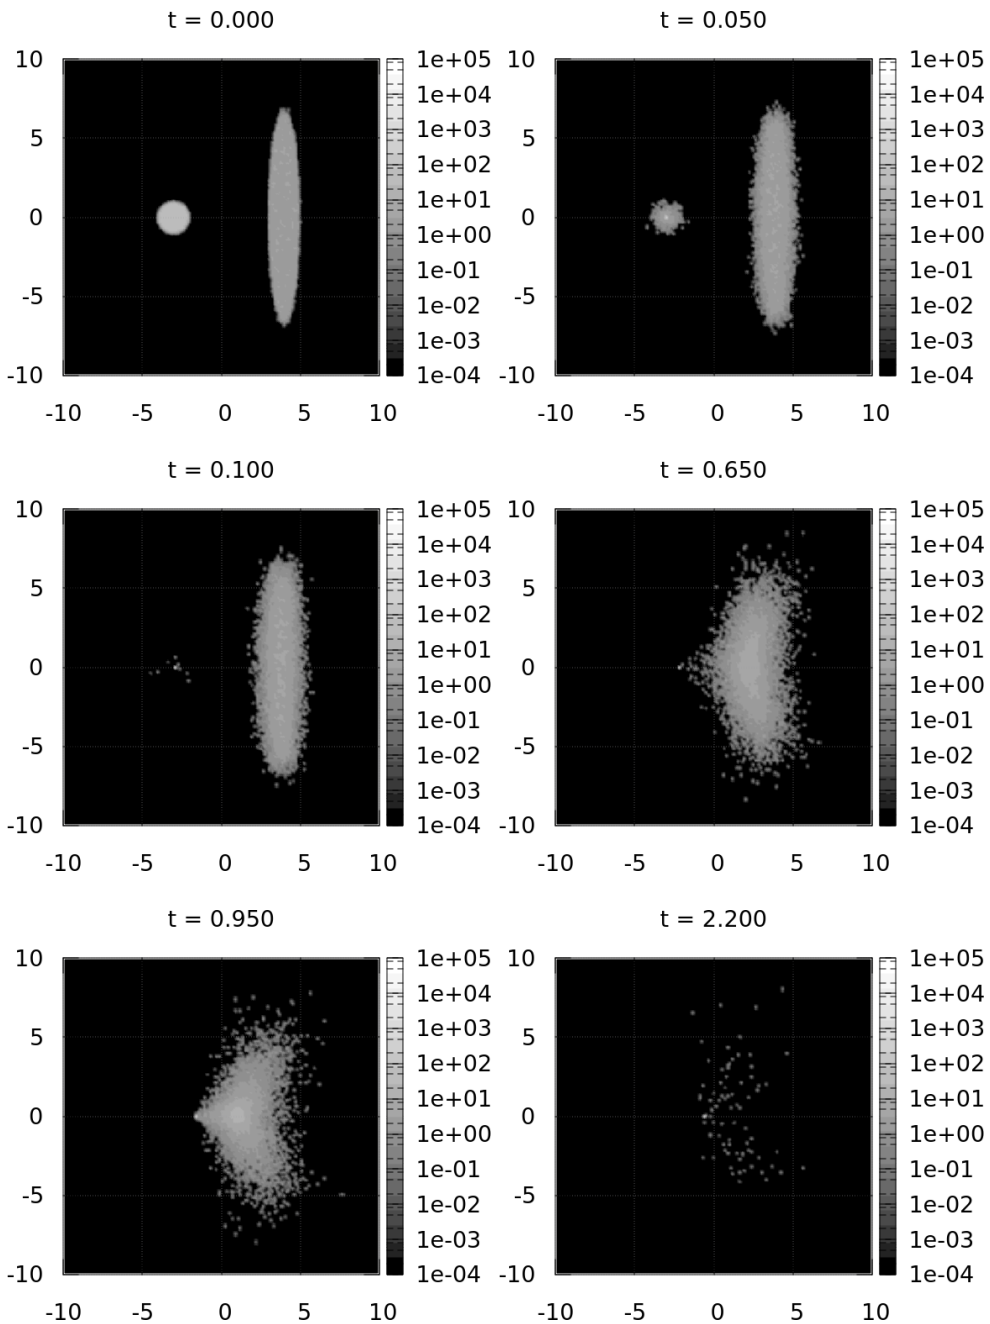 t = 0.000
t = 0.050
10
1e+05
10
1e+05
1e+04
1e+04
5
1e+03
5
1e+03
1e+02
1e+02
1e+01
1e+01
0
0
1e+00
1e+00
1e-01
1e-01
-5
-5
1e-02
1e-02
1e-03
1e-03
-10
1e-04
-10
1e-04
-10 -5 0 5 10
-10 -5 0 5 10
t = 0.100
t = 0.650
10
1e+05
10
1e+05
1e+04
1e+04
5
1e+03
5
1e+03
1e+02
1e+02
1e+01
1e+01
0
0
1e+00
1e+00
1e-01
1e-01
-5
-5
1e-02
1e-02
1e-03
1e-03
-10
1e-04
-10
1e-04
-10 -5 0 5 10
-10 -5 0 5 10
t = 0.950
t = 2.200
10
1e+05
10
1e+05
1e+04
1e+04
5
1e+03
5
1e+03
1e+02
1e+02
1e+01
1e+01
0
0
1e+00
1e+00
1e-01
1e-01
-5
-5
1e-02
1e-02
1e-03
1e-03
-10
1e-04
-10
1e-04
-10 -5 0 5 10
-10 -5 0 5 10